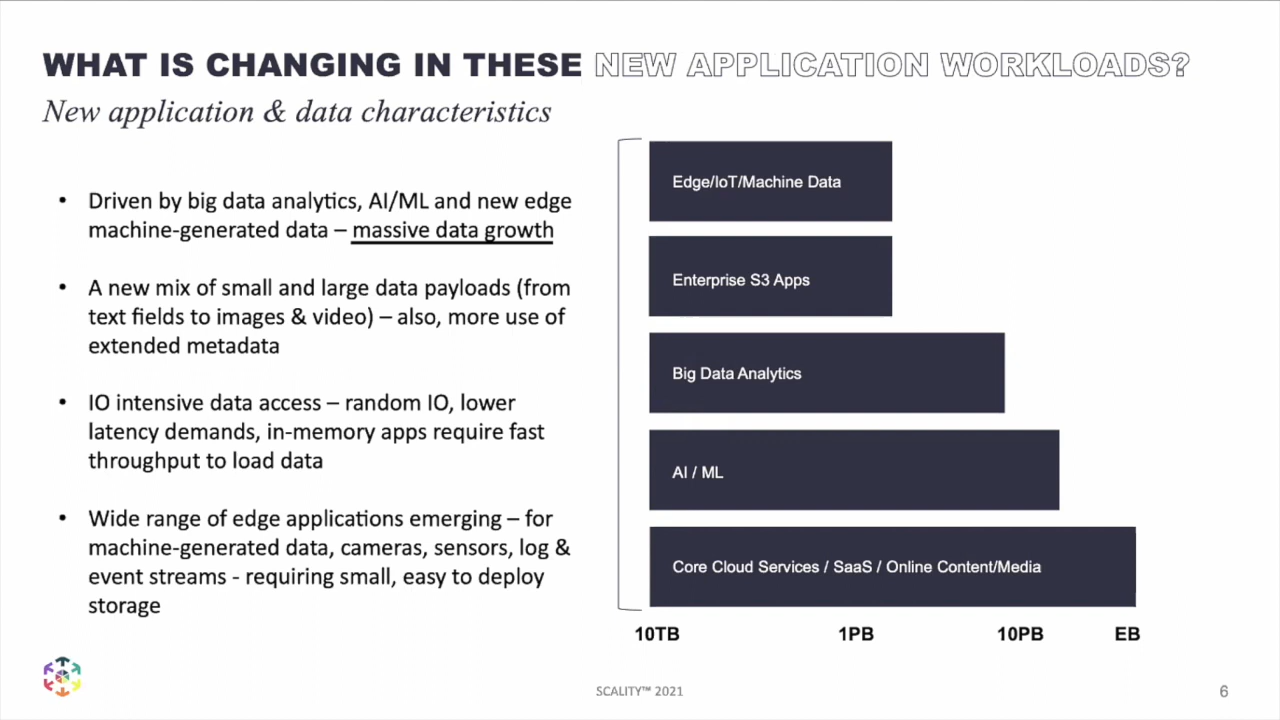 WHAT IS CHANGING IN THESE NEW APPLICATION WORKLOADS?
New application & data characteristics
• Driven by big data analytics, AI/ML and new edge
machine-generated data – massive data growth
• A new mix of small and large data payloads (from
text fields to images & video) – also, more use of
extended metadata
• IO intensive data access – random IO, lower
latency demands, in-memory apps require fast
throughput to load data
• Wide range of edge applications emerging – for
machine-generated data, cameras, sensors, log &
event streams - requiring small, easy to deploy
storage
Edge/IoT/Machine Data
Enterprise S3 Apps
Big Data Analytics
AI / ML
Core Cloud Services / SaaS / Online Content/Media
10TB 1PB 10PB EB
SCALITY™ 2021
6